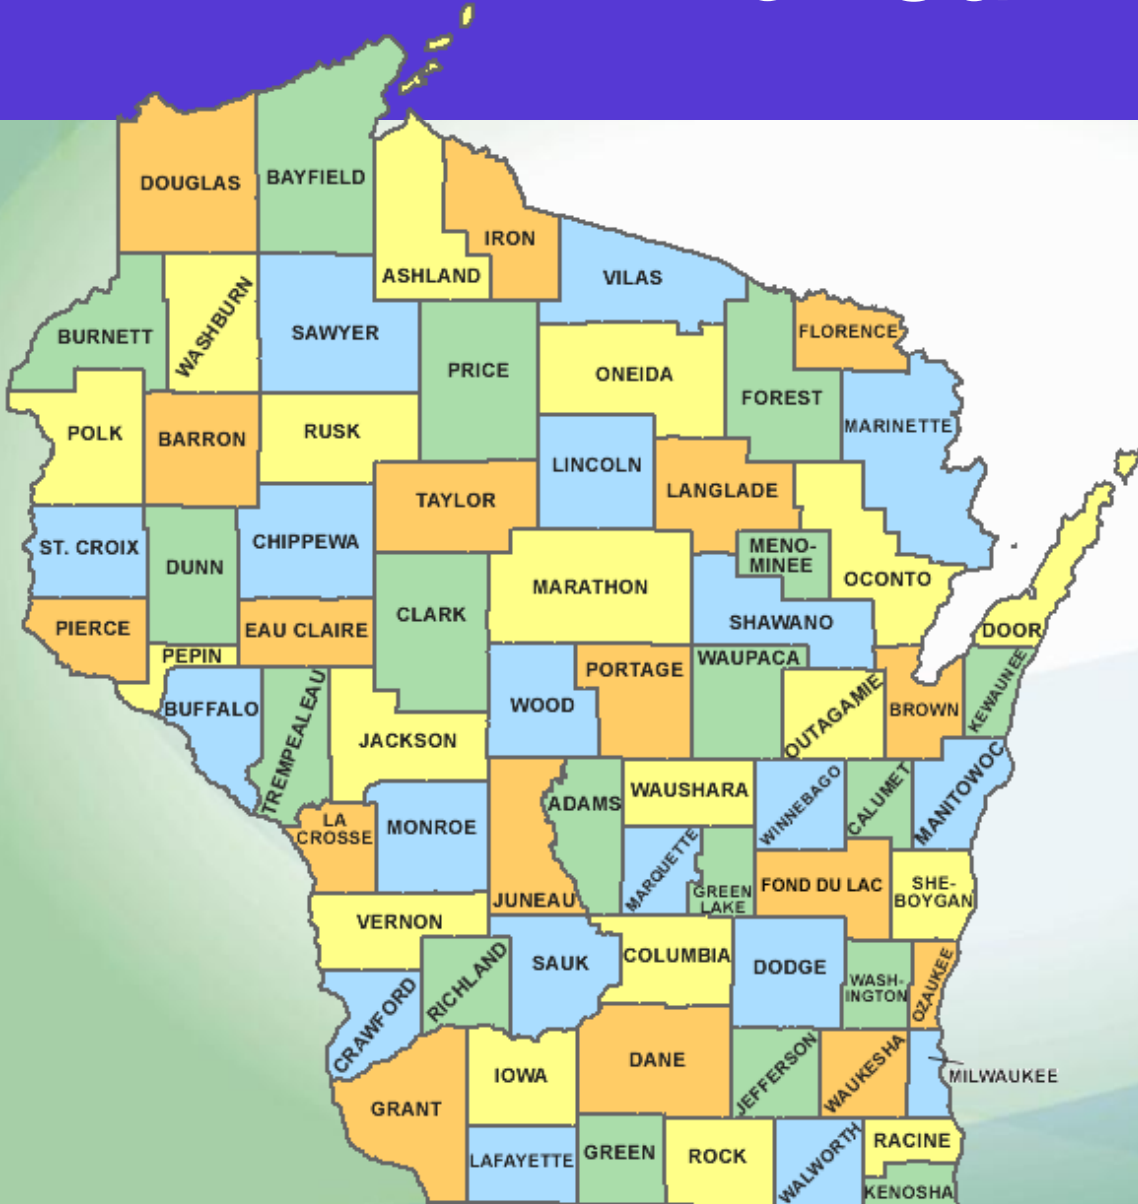 DOUGLAS
BAYFIELD
ASHLAND
IRON
VILAS
BURNETT
WASHBURN
SAWYER
PRICE
ONEIDA
FLORENCE
FOREST
MARINETTE
POLK
BARRON
RUSK
TAYLOR
LINCOLN
LANGLADE
ST. CROIX
DUNN
CHIPPEWA
CLARK
MARATHON
MENO-
MINEE
OCONTO
SHAWANO
DOOR
PIERCE
EAU CLAIRE
PEPIN
BUFFALO
TREMPEALEAU
JACKSON
WOOD
PORTAGE
WAUPACA
OUTAGAMIE
BROWN
KEWAUNEE
LA
CROSSE
MONROE
JUNEAU
ADAMS
WAUSHARA
WINNEBAGO
CALUMET
MANITOWOC
MARQUETTE
GREEN
LAKE
FOND DU LAC
SHE-
BOYGAN
VERNON
CRAWFORD
RICHLAND
SAUK
COLUMBIA
DODGE
WASH-
INGTON
OZAUKEE
GRANT
IOWA
DANE
JEFFERSON
WAUKESHA
MILWAUKEE
LAFAYETTE
GREEN
ROCK
WALWORTH
RACINE
KENOSHA